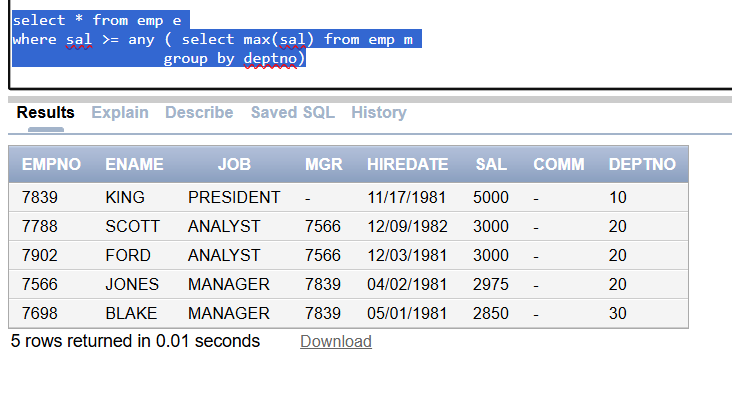 select * from emp e
where sal >= any ( select max(sal) from emp m
group by deptno)
Results Explain Describe Saved SQL History
EMPNO ENAME JOB MGR HIREDATE SAL COMM DEPTNO
7839 KING PRESIDENT - 11/17/1981 5000 - 10
7788 SCOTT ANALYST 7566 12/09/1982 3000 - 20
7902 FORD ANALYST 7566 12/03/1981 3000 - 20
7566 JONES MANAGER 7839 04/02/1981 2975 - 20
7698 BLAKE MANAGER 7839 05/01/1981 2850 - 30
5 rows returned in 0.01 seconds Download